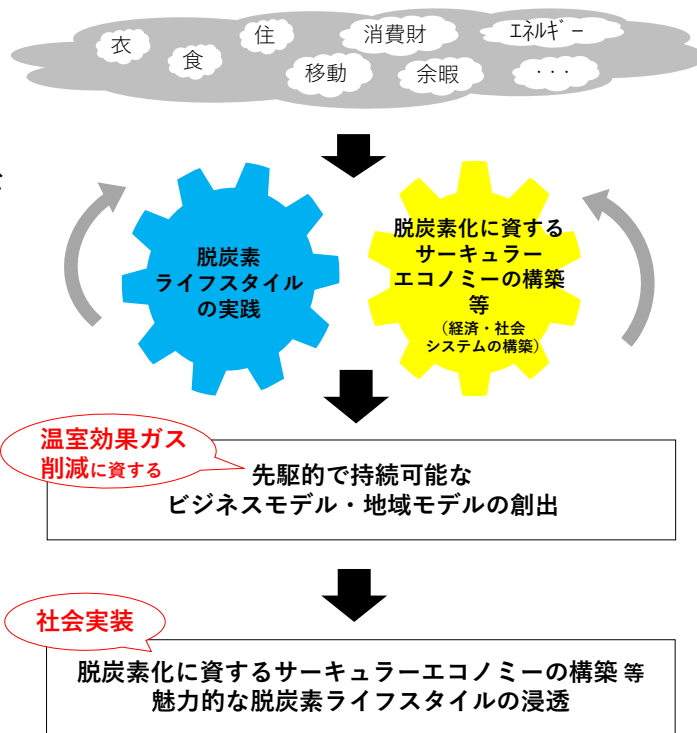 衣
食
住
消費財
エネルギー
移動
余暇
・・・
脱炭素
ライフスタイル
の実践
脱炭素化に資する
サーキュラー
エコノミーの構築
等
（経済・社会
システムの構築）
温室効果ガス
削減に資する
先駆的で持続可能な
ビジネスモデル・地域モデルの創出
社会実装
脱炭素化に資するサーキュラーエコノミーの構築 等
魅力的な脱炭素ライフスタイルの浸透